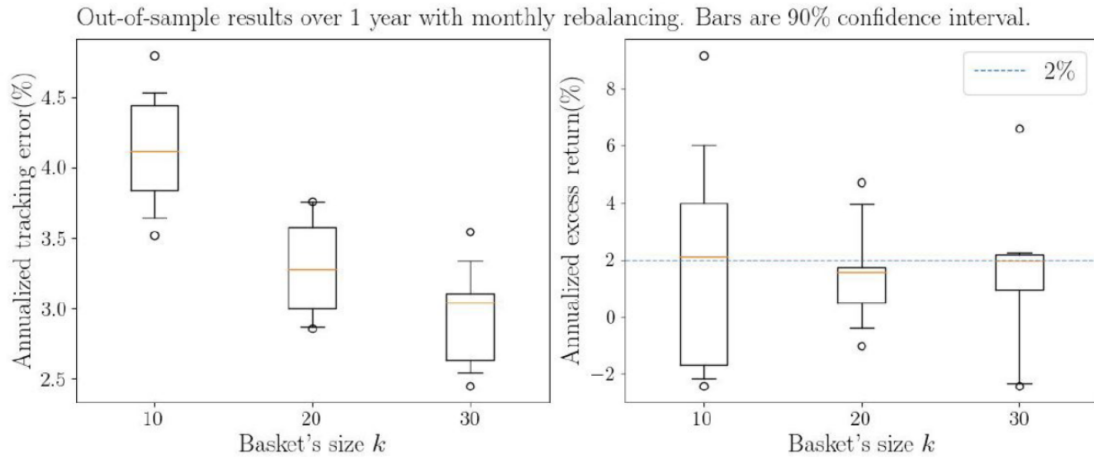 Out-of-sample results over 1 year with monthly rebalancing. Bars are 90% confidence interval.
Annualized tracking error(%)
4.5
4.0
3.5
3.0
2.5
10 20 30
Basket's size k
Annualized excess return(%)
8
6
4
2
0
−2
10 20 30
Basket's size k
2%